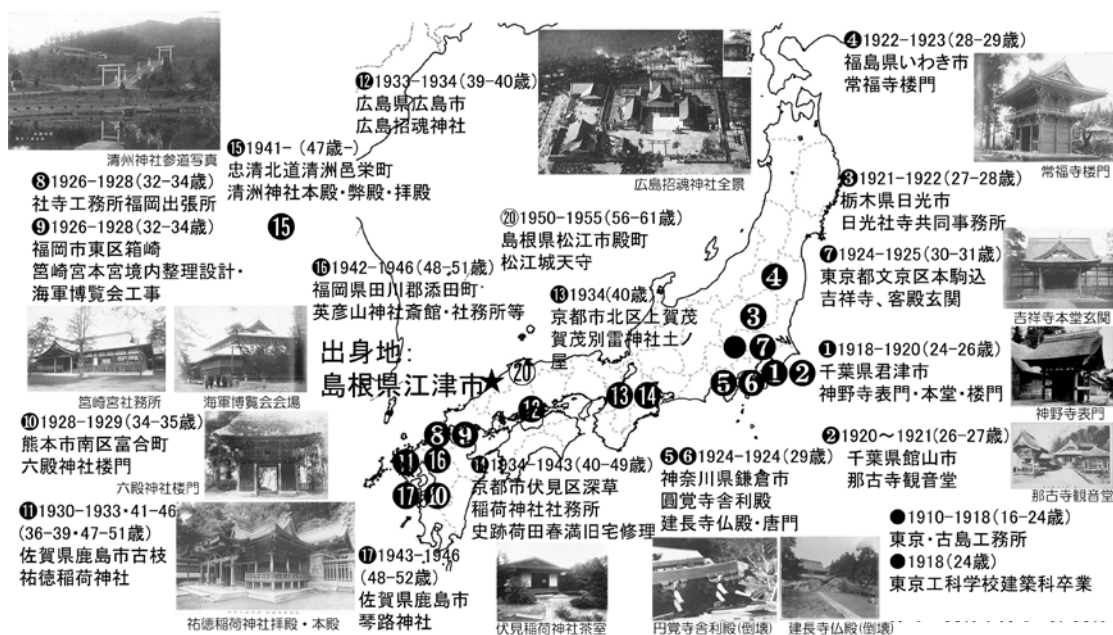 清州神社参道写真
❽1926-1928(32-34歳)
社寺工務所福岡出張所
❾1926-1928(32-34歳)
福岡市東区箱崎
筥崎宮本宮境内整理設計・
海軍博覧会工事
筥崎宮社務所
海軍博覧会会場
❿1928-1929(34-35歳)
熊本市南区富合町
六殿神社楼門
六殿神社楼門
⓫1930-1933・41-46
(36-39・47-51歳)
佐賀県鹿島市古枝
祐徳稲荷神社
祐徳稲荷神社拝殿・本殿
⓯1941- (47歳-)
忠清北道清洲邑栄町
清洲神社本殿・弊殿・拝殿
⓯
⓬1933-1934(39-40歳)
広島県広島市
広島招魂神社
広島招魂神社全景
⓰1942-1946(48-51歳)
福岡県田川郡添田町
英彦山神社斎館・社務所等
⑳1950-1955(56-61歳)
島根県松江市殿町
松江城天守
⓭1934(40歳)
京都市北区上賀茂
賀茂別雷神社土ノ
屋
出身地:
島根県江津市★
⑳
⓬
⓭⓮
❽❾
⓫⓰
⓱❿
❹
❸
●❼
❺❻❶❷
⓱1943-1946
(48-52歳)
佐賀県鹿島市
琴路神社
⓮1934-1943(40-49歳)
京都市伏見区深草
稲荷神社社務所
史跡荷田春満旧宅修理
伏見稲荷神社茶室
❺❻1924-1924(29歳)
神奈川県鎌倉市
圓覚寺舎利殿
建長寺仏殿・唐門
円覚寺舎利殿(倒壊)
建長寺仏殿(倒壊)
❹1922-1923(28-29歳)
福島県いわき市
常福寺楼門
常福寺楼門
❸1921-1922(27-28歳)
栃木県日光市
日光社寺共同事務所
❼1924-1925(30-31歳)
東京都文京区本駒込
吉祥寺、客殿玄関
吉祥寺本堂玄関
❶1918-1920(24-26歳)
千葉県君津市
神野寺表門・本堂・楼門
神野寺表門
❷1920～1921(26-27歳)
千葉県館山市
那古寺観音堂
那古寺観音堂
●1910-1918(16-24歳)
東京・古島工務所
●1918(24歳)
東京工科学校建築科卒業